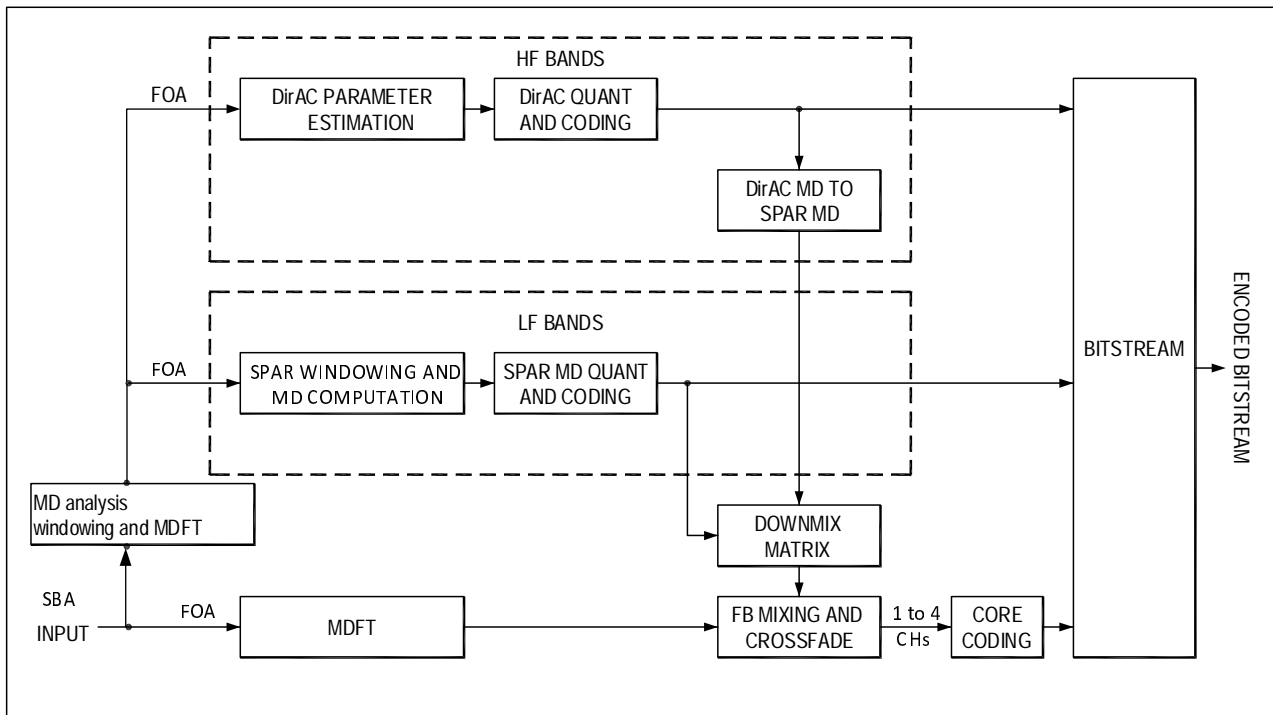 HF BANDS
FOA
DirAC PARAMETER
ESTIMATION
DirAC QUANT
AND CODING
DirAC MD TO
SPAR MD
LF BANDS
FOA
SPAR WINDOWING AND
MD COMPUTATION
SPAR MD QUANT
AND CODING
BITSTREAM
ENCODED BITSTREAM
MD analysis
windowing and MDFT
DOWNMIX
MATRIX
SBA
INPUT
FOA
MDFT
FB MIXING AND
CROSSFADE
1 to 4
CHs
CORE
CODING